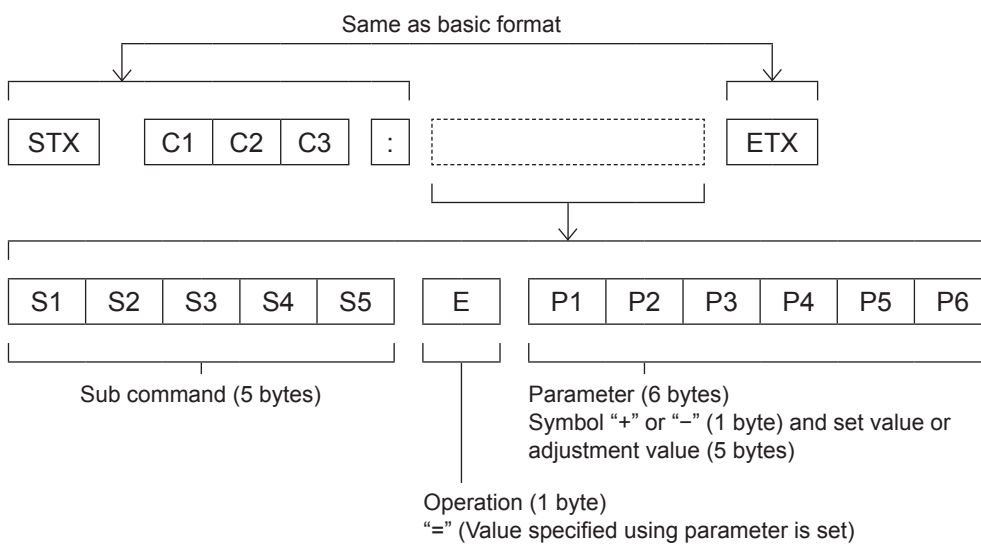 Same as basic format
STX C1 C2 C3 : ETX
S1 S2 S3 S4 S5 E P1 P2 P3 P4 P5 P6
Sub command (5 bytes)
Parameter (6 bytes)
Symbol “+” or “−” (1 byte) and set value or
adjustment value (5 bytes)
Operation (1 byte)
“=” (Value specified using parameter is set)